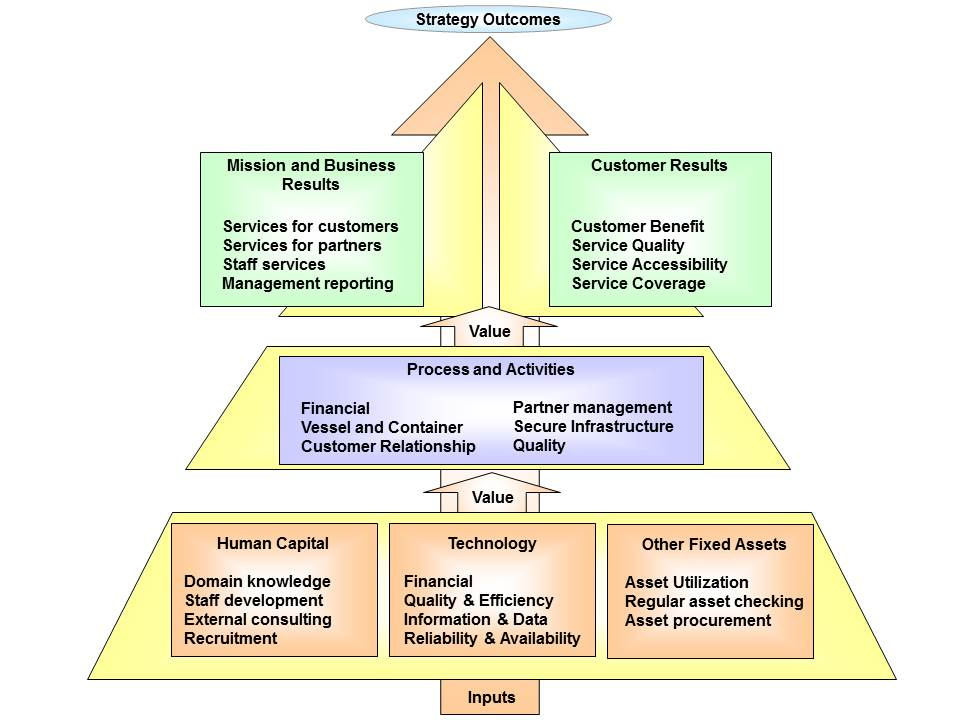 Strategy Outcomes
Mission and Business
Results
Services for customers
Services for partners
Staff services
Management reporting
Customer Results
Customer Benefit
Service Quality
Service Accessibility
Service Coverage
Value
Process and Activities
Financial
Vessel and Container
Customer Relationship
Partner management
Secure Infrastructure
Quality
Value
Human Capital
Domain knowledge
Staff development
External consulting
Recruitment
Technology
Financial
Quality & Efficiency
Information & Data
Reliability & Availability
Other Fixed Assets
Asset Utilization
Regular asset checking
Asset procurement
Inputs